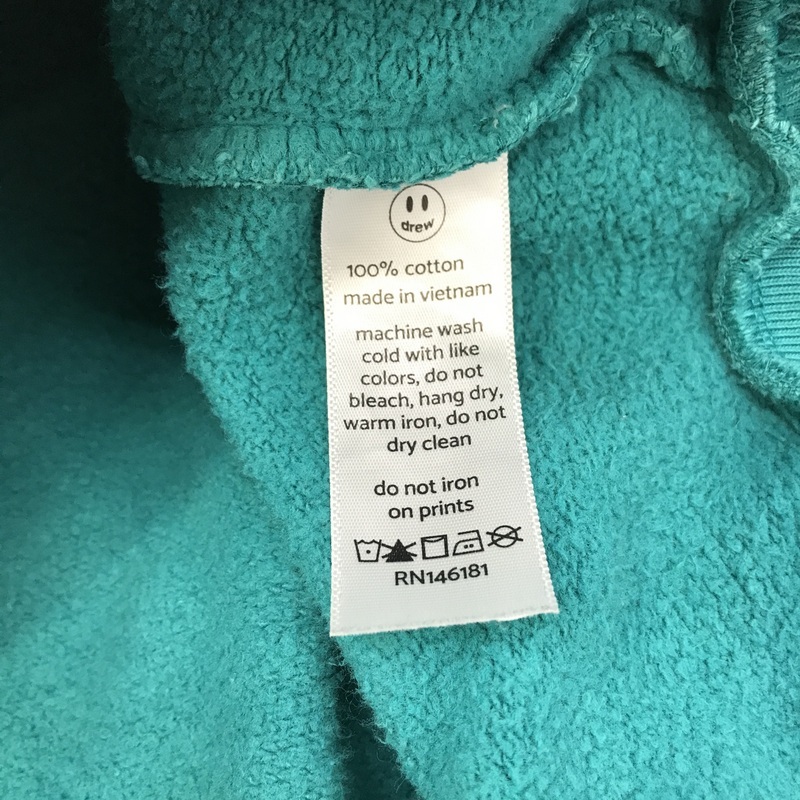 drew
100% cotton
made in vietnam
machine wash
cold with like
colors, do not
bleach, hang dry,
warm iron, do not
dry clean
do not iron
on prints
RN146181